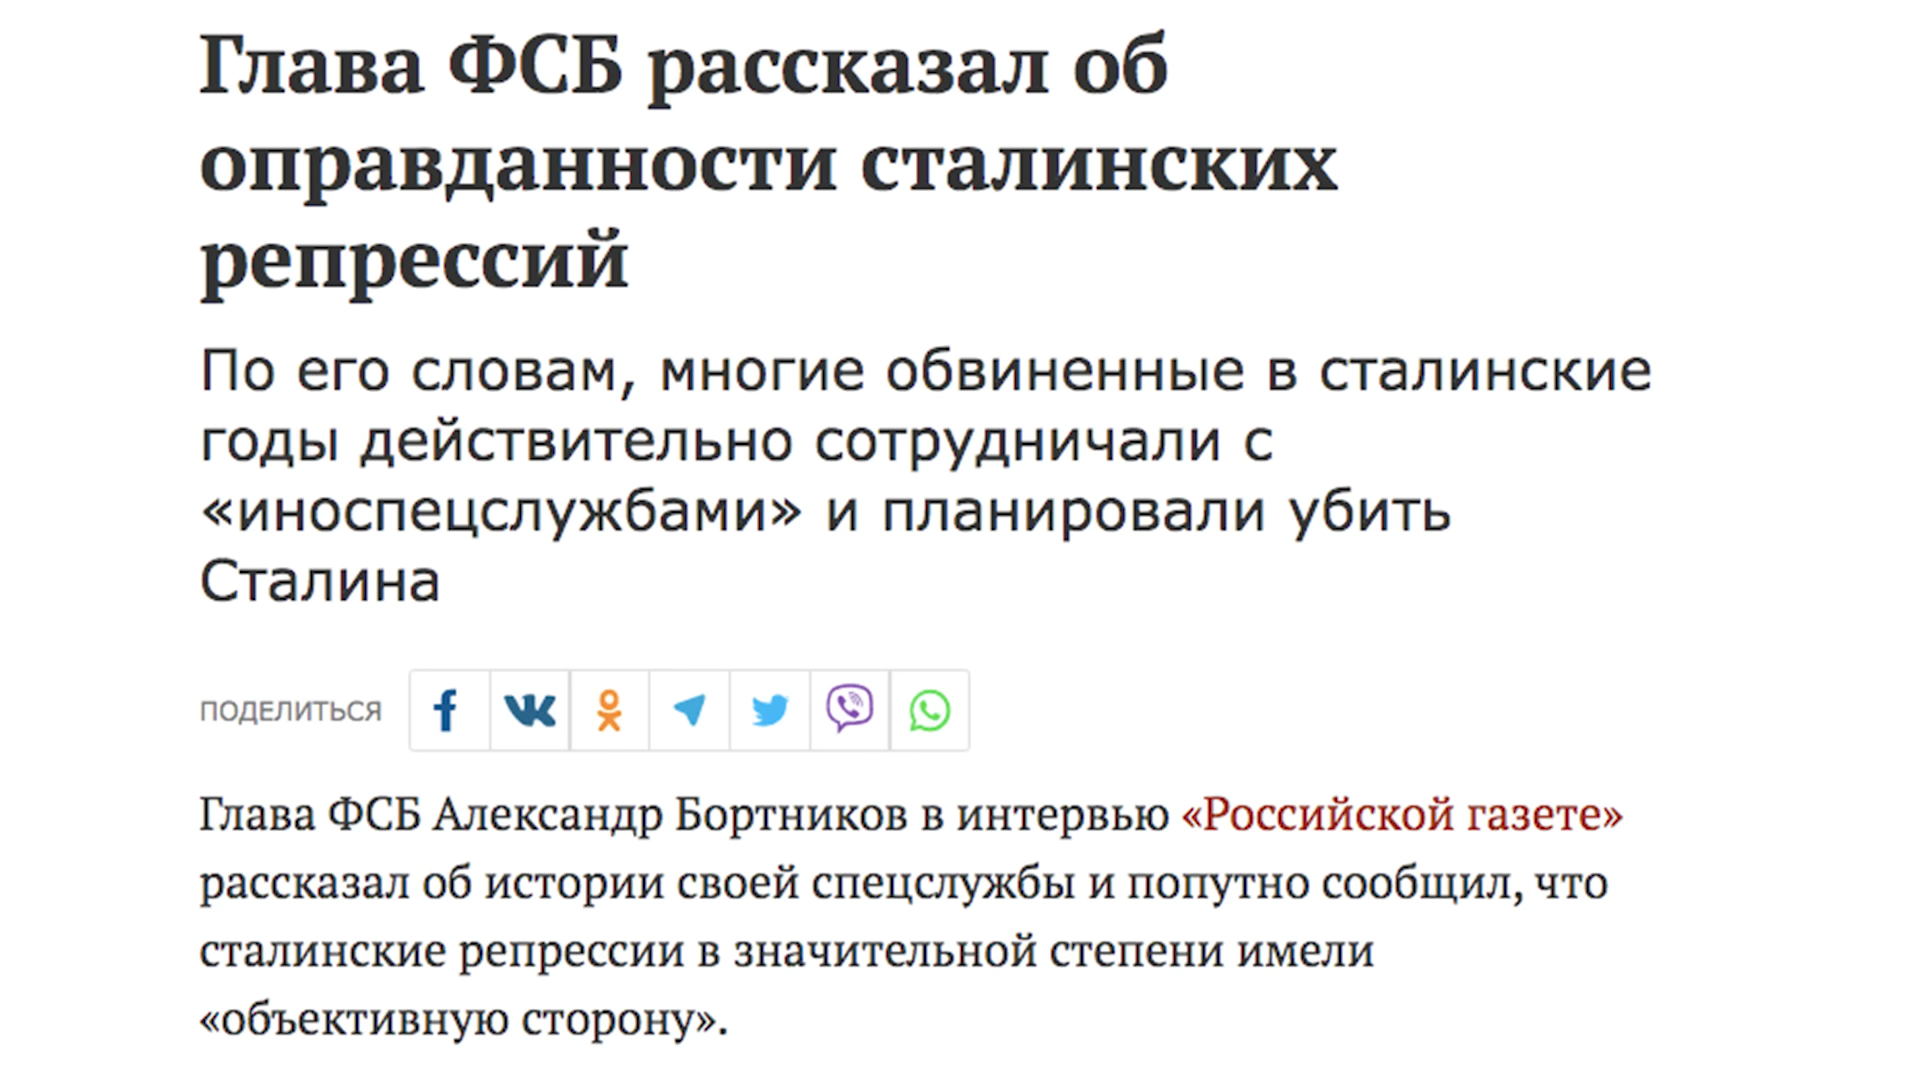 Глава ФСБ рассказал об
оправданности сталинских
репрессий
По его словам, многие обвиненные в сталинские
годы действительно сотрудничали с
«иноспецслужбами» и планировали убить
Сталина
ПОДЕЛИТЬСЯ
Глава ФСБ Александр Бортников в интервью «Российской газете»
рассказал об истории своей спецслужбы и попутно сообщил, что
сталинские репрессии в значительной степени имели
«объективную сторону».